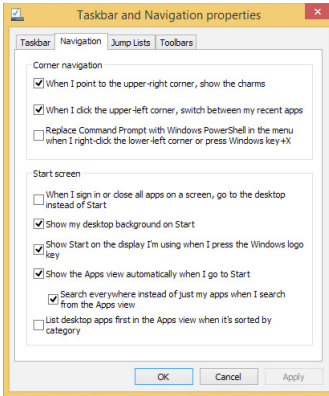 Taskbar and Navigation properties
Taskbar Navigation Jump Lists Toolbars
Corner navigation
When I point to the upper-right corner, show the charms
When I click the upper-left corner, switch between my recent apps
Replace Command Prompt with Windows PowerShell in the menu
when I right-click the lower-left corner or press Windows key+X
Start screen
When I sign in or close all apps on a screen, go to the desktop
instead of Start
Show my desktop background on Start
Show Start on the display I'm using when I press the Windows logo
key
Show the Apps view automatically when I go to Start
Search everywhere instead of just my apps when I search
from the Apps view
List desktop apps first in the Apps view when it's sorted by
category
OK Cancel Apply